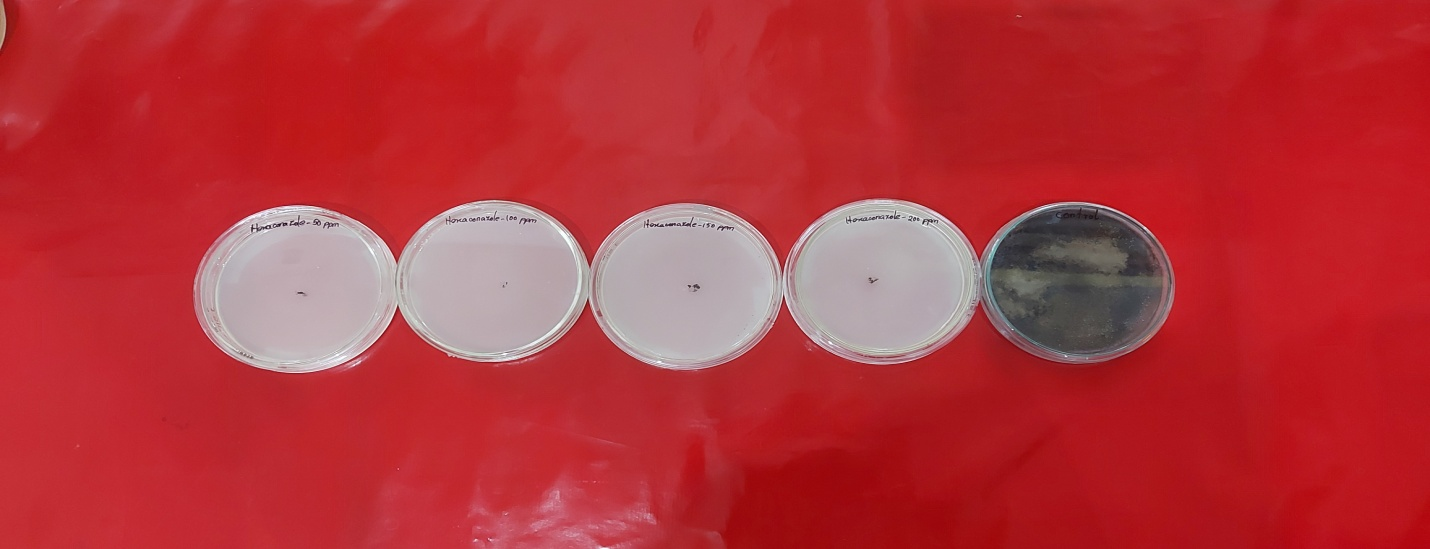 Hexaconazole-50 ppm
Hexaconazole-100 ppm
Hexaconazole-150 ppm
Hexaconazole-200 ppm
control